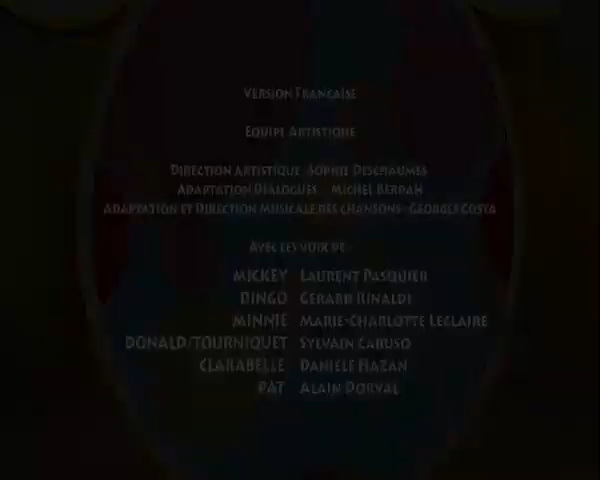 VERSION FRANÇAISE
EQUIPE ARTISTIQUE
DIRECTION ARTISTIQUE SOPHIE DESCHAUMES
ADAPTATION DIALOGUES MICHEL BERDAH
ADAPTATION ET DIRECTION MUSICALE DES CHANSONS GEORGES COSTA
AVEC LES VOIX DE
MICKEY LAURENT PASQUIER
DINGO GERARD RINALDI
MINNIE MARIE-CHARLOTTE LECLAIRE
DONALD/TOURNIQUET SYLVAIN CARUSO
CLARABELLE DANIELE HAZAN
PAT ALAIN DORVAL